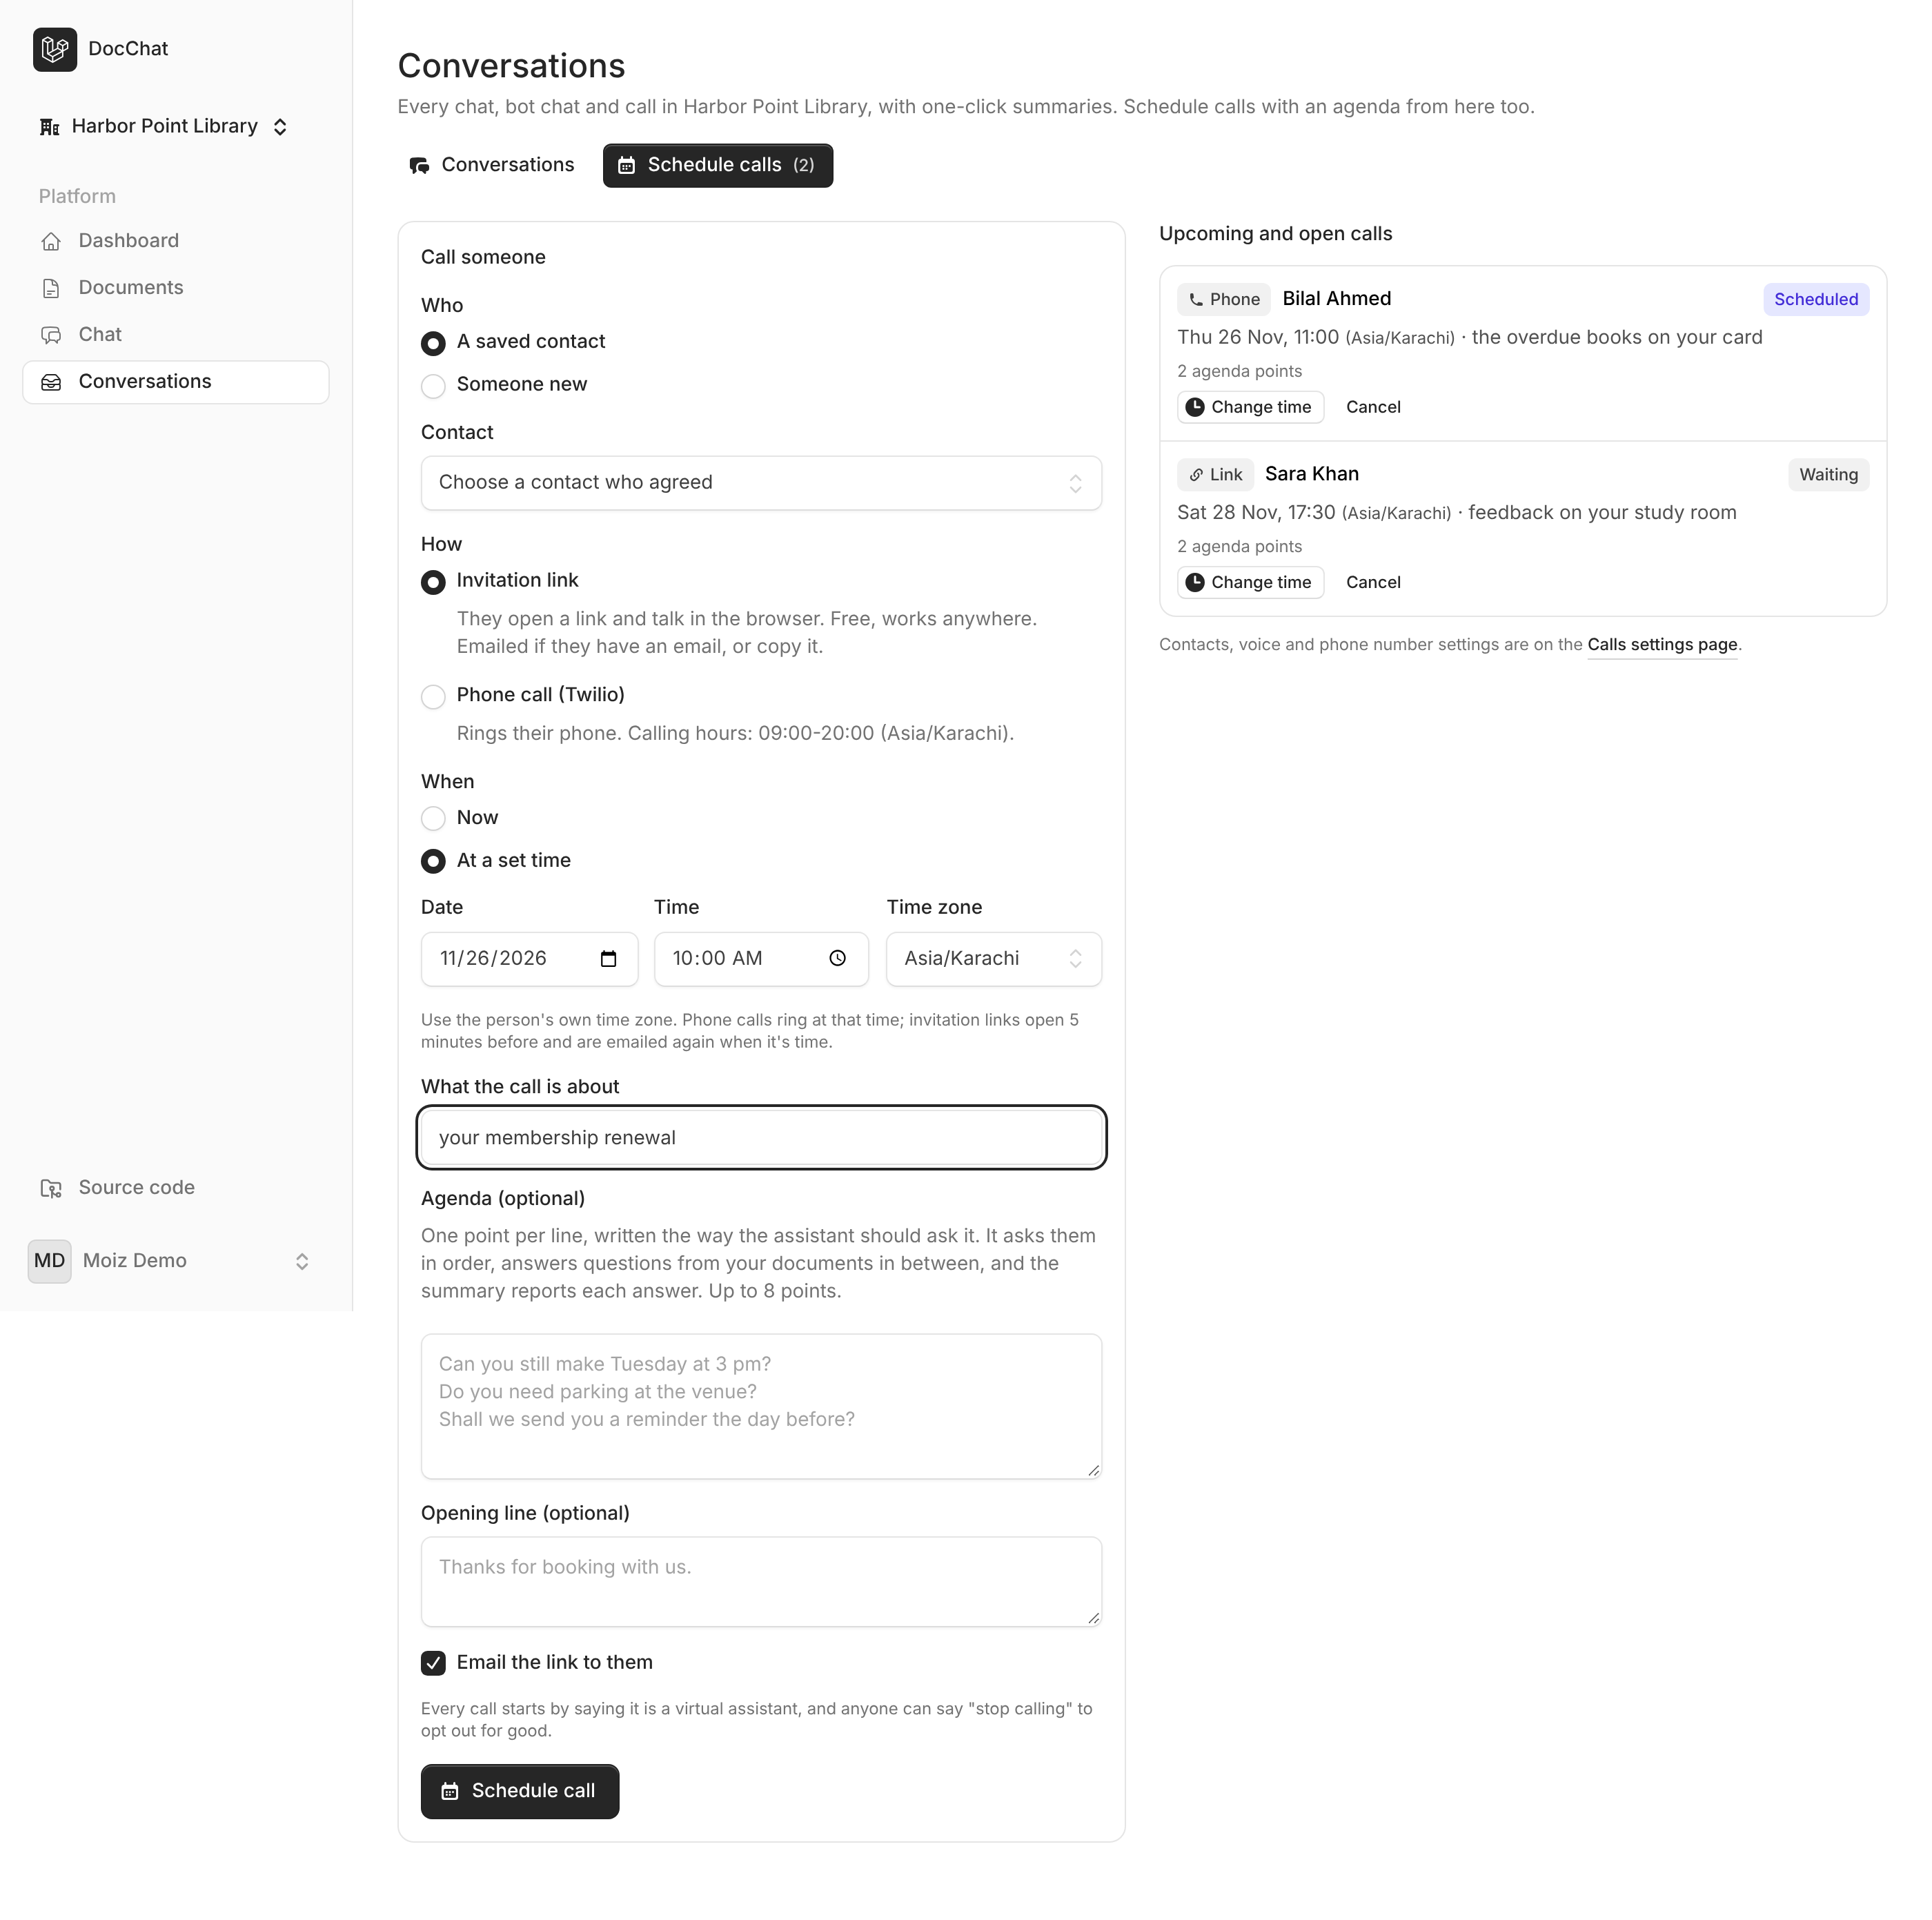 DocChat
Harbor Point Library
Platform
Dashboard
Documents
Chat
Conversations
Source code
MD Moiz Demo
Conversations
Every chat, bot chat and call in Harbor Point Library, with one-click summaries. Schedule calls with an agenda from here too.
Conversations
Schedule calls (2)
Call someone
Who
A saved contact
Someone new
Contact
Choose a contact who agreed
How
Invitation link
They open a link and talk in the browser. Free, works anywhere.
Emailed if they have an email, or copy it.
Phone call (Twilio)
Rings their phone. Calling hours: 09:00-20:00 (Asia/Karachi).
When
Now
At a set time
Date Time Time zone
11/26/2026 10:00 AM Asia/Karachi
Use the person's own time zone. Phone calls ring at that time; invitation links open 5
minutes before and are emailed again when it's time.
What the call is about
your membership renewal
Agenda (optional)
One point per line, written the way the assistant should ask it. It asks them
in order, answers questions from your documents in between, and the
summary reports each answer. Up to 8 points.
Can you still make Tuesday at 3 pm?
Do you need parking at the venue?
Shall we send you a reminder the day before?
Opening line (optional)
Thanks for booking with us.
Email the link to them
Every call starts by saying it is a virtual assistant, and anyone can say "stop calling" to
opt out for good.
Schedule call
Upcoming and open calls
Phone Bilal Ahmed Scheduled
Thu 26 Nov, 11:00 (Asia/Karachi) · the overdue books on your card
2 agenda points
Change time Cancel
Link Sara Khan Waiting
Sat 28 Nov, 17:30 (Asia/Karachi) · feedback on your study room
2 agenda points
Change time Cancel
Contacts, voice and phone number settings are on the Calls settings page.